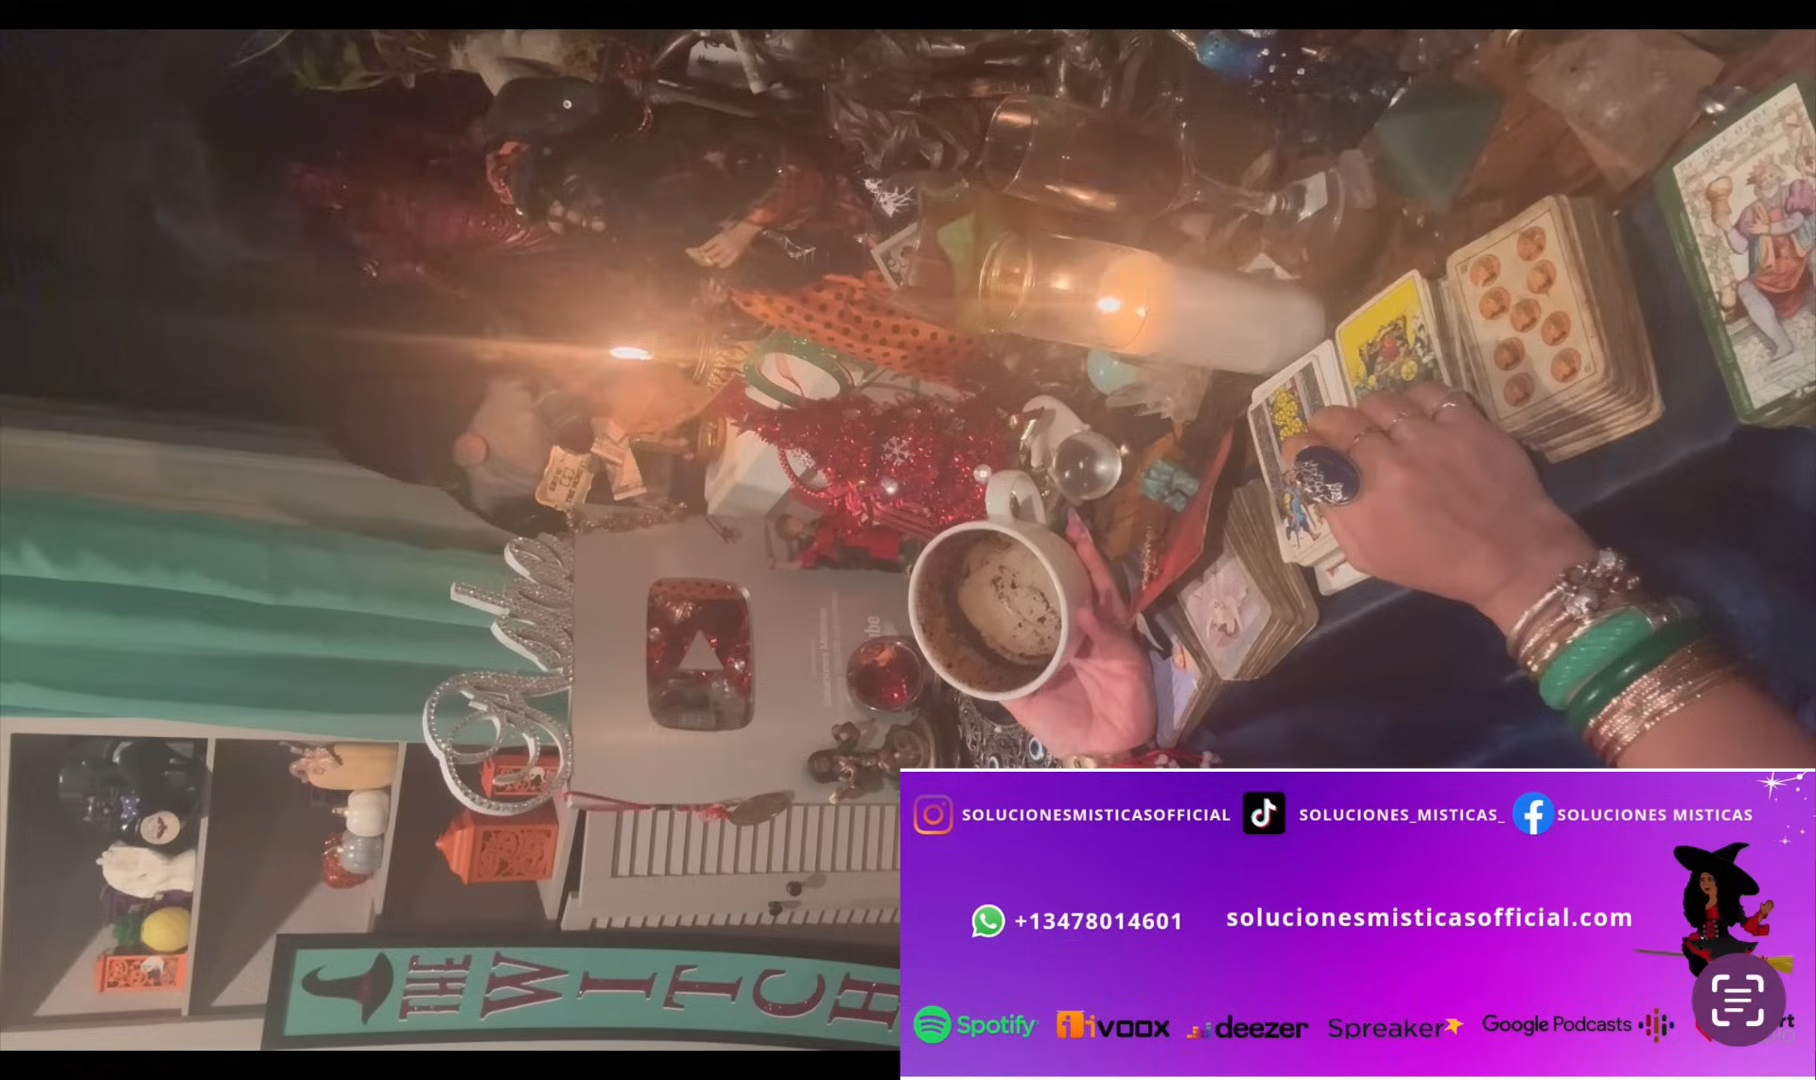 THE WITCH
SOLUCIONESMISTICASOFFICIAL SOLUCIONES_MISTICAS_ SOLUCIONES MISTICAS
+13478014601 solucionesmisticasofficial.com
Spotify iVOOX deezer Spreaker Google Podcasts